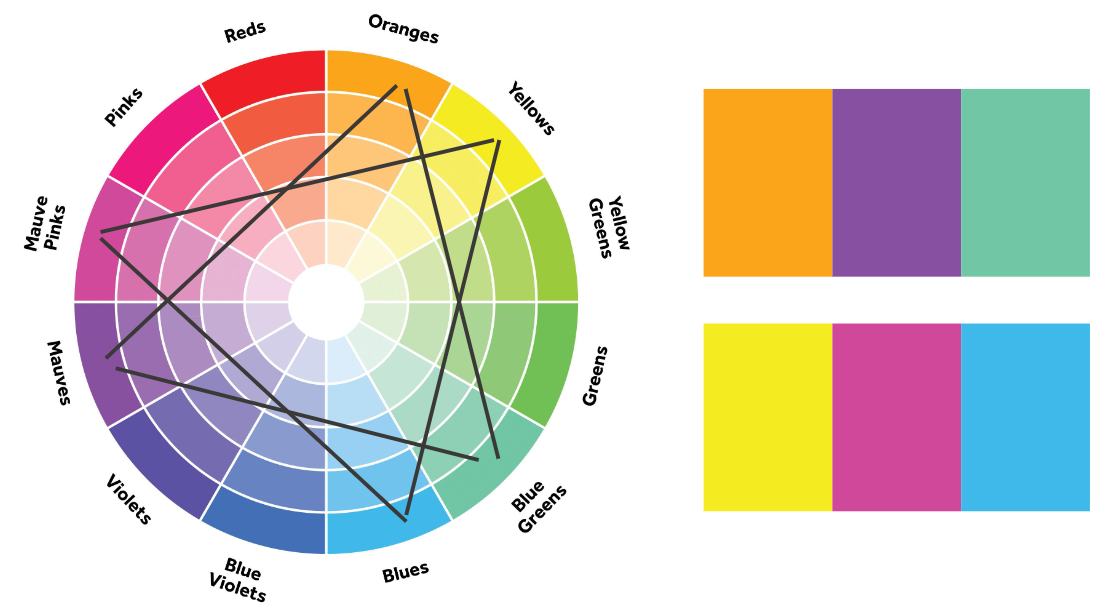 Reds
Oranges
Pinks
Yellows
Mauve
Pinks
Yellow
Greens
Mauves
Greens
Violets
Blue
Greens
Blue
Violets
Blues